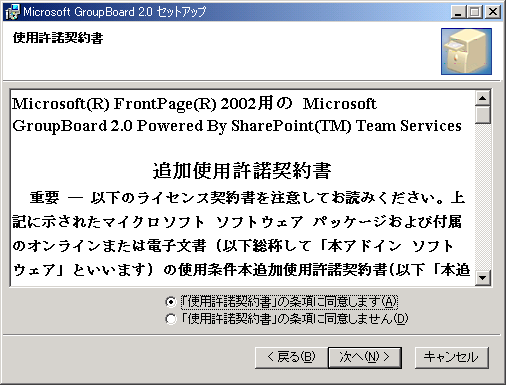 Microsoft GroupBoard 2.0 セットアップ
使用許諾契約書
Microsoft(R) FrontPage(R) 2002用の Microsoft
GroupBoard 2.0 Powered By SharePoint(TM) Team Services
追加使用許諾契約書
重要 ― 以下のライセンス契約書を注意してお読みください。上
記に示されたマイクロソフト ソフトウェア パッケージおよび付属
のオンラインまたは電子文書（以下総称して「本アドイン ソフト
ウェア」といいます）の使用条件本追加使用許諾契約書(以下「本追
「使用許諾契約書」の条項に同意します(A)
「使用許諾契約書」の条項に同意しません(D)
< 戻る(B) 次へ(N) > キャンセル